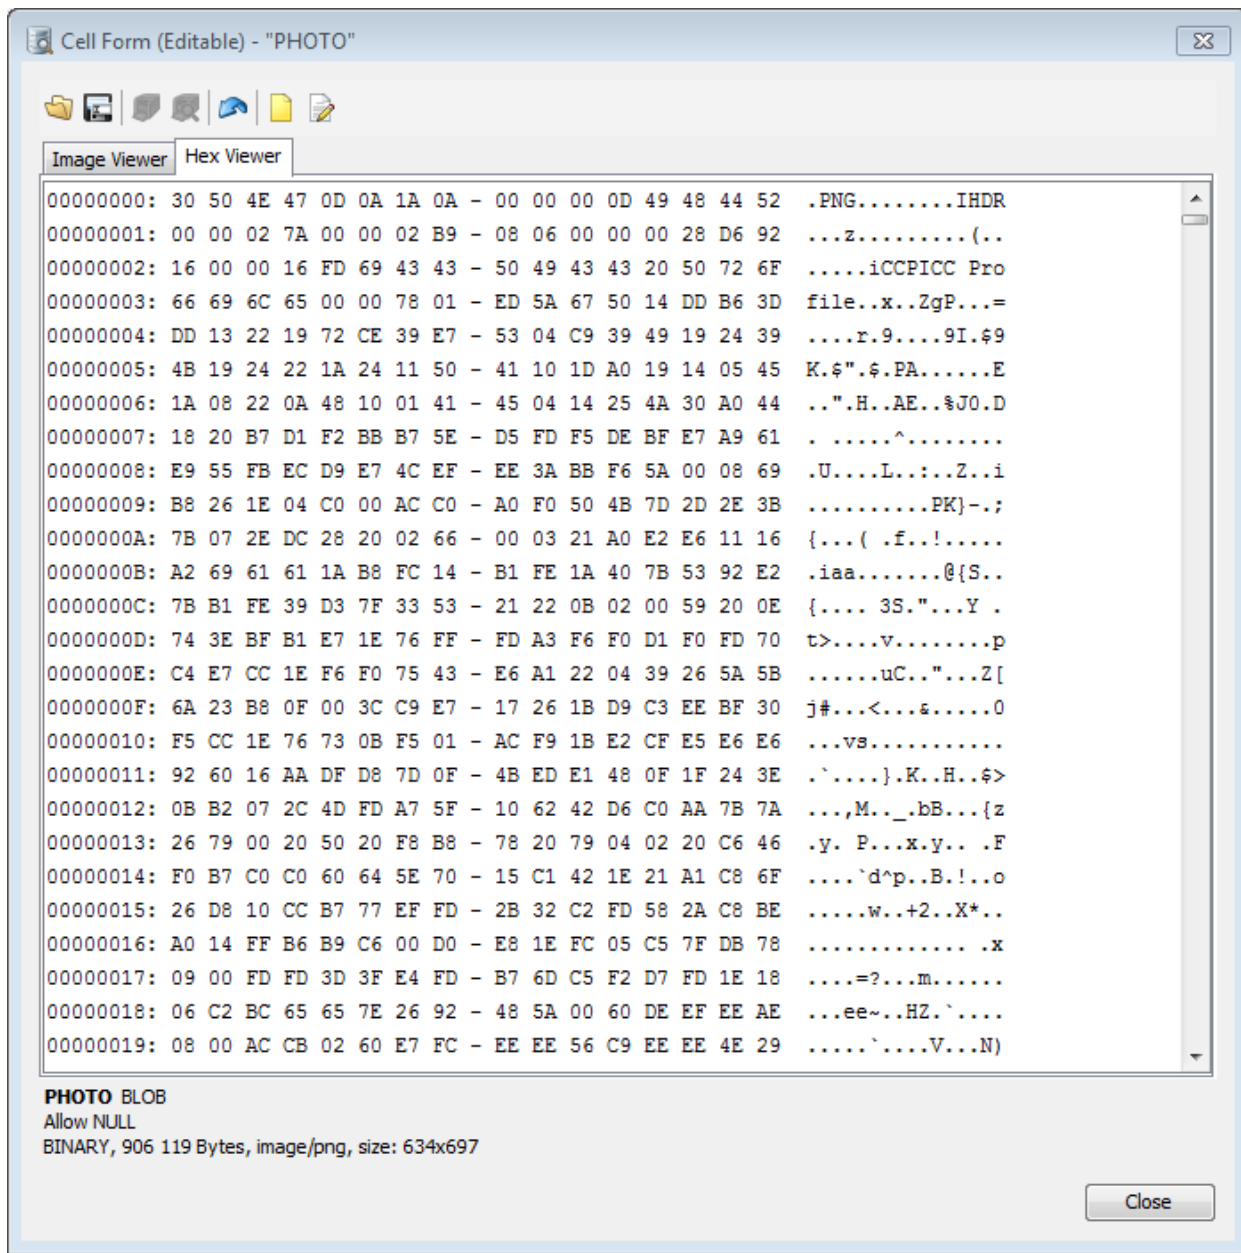 Cell Form (Editable) - "PHOTO"
Image Viewer Hex Viewer
00000000: 30 50 4E 47 0D 0A 1A 0A - 00 00 00 0D 49 48 44 52 .PNG........IHDR
00000001: 00 00 02 7A 00 00 02 B9 - 08 06 00 00 00 28 D6 92 ...z.........(..
00000002: 16 00 00 16 FD 69 43 43 - 50 49 43 43 20 50 72 6F .....iCCPICC Pro
00000003: 66 69 6C 65 00 00 78 01 - ED 5A 67 50 14 DD B6 3D file..x..ZgP...=
00000004: DD 13 22 19 72 CE 39 E7 - 53 04 C9 39 49 19 24 39 ....r.9....9I.$9
00000005: 4B 19 24 22 1A 24 11 50 - 41 10 1D A0 19 14 05 45 K.$".$.PA......E
00000006: 1A 08 22 0A 48 10 01 41 - 45 04 14 25 4A 30 A0 44 ..".H..AE..%J0.D
00000007: 18 20 B7 D1 F2 BB B7 5E - D5 FD F5 DE BF E7 A9 61 . .....^........
00000008: E9 55 FB EC D9 E7 4C EF - EE 3A BB F6 5A 00 08 69 .U....L..:..Z..i
00000009: B8 26 1E 04 C0 00 AC C0 - A0 F0 50 4B 7D 2D 2E 3B ..........PK}-.;
0000000A: 7B 07 2E DC 28 20 02 66 - 00 03 21 A0 E2 E6 11 16 {...( .f..!.....
0000000B: A2 69 61 61 1A B8 FC 14 - B1 FE 1A 40 7B 53 92 E2 .iaa.......@{S..
0000000C: 7B B1 FE 39 D3 7F 33 53 - 21 22 0B 02 00 59 20 0E {.... 3S."...Y .
0000000D: 74 3E BF B1 E7 1E 76 FF - FD A3 F6 F0 D1 F0 FD 70 t>....v........p
0000000E: C4 E7 CC 1E F6 F0 75 43 - E6 A1 22 04 39 26 5A 5B ......uC.."...Z[
0000000F: 6A 23 B8 0F 00 3C C9 E7 - 17 26 1B D9 C3 EE BF 30 j#...<...&.....0
00000010: F5 CC 1E 76 73 0B F5 01 - AC F9 1B E2 CF E5 E6 E6 ...vs...........
00000011: 92 60 16 AA DF D8 7D 0F - 4B ED E1 48 0F 1F 24 3E .`....}.K..H..$>
00000012: 0B B2 07 2C 4D FD A7 5F - 10 62 42 D6 C0 AA 7B 7A ...,M.._.bB...{z
00000013: 26 79 00 20 50 20 F8 B8 - 78 20 79 04 02 20 C6 46 .y. P...x.y.. .F
00000014: F0 B7 C0 C0 60 64 5E 70 - 15 C1 42 1E 21 A1 C8 6F ....`d^p..B.!..o
00000015: 26 D8 10 CC B7 77 EF FD - 2B 32 C2 FD 58 2A C8 BE .....w..+2..X*..
00000016: A0 14 FF B6 B9 C6 00 D0 - E8 1E FC 05 C5 7F DB 78 ............. .x
00000017: 09 00 FD FD 3D 3F E4 FD - B7 6D C5 F2 D7 FD 1E 18 ....=?...m......
00000018: 06 C2 BC 65 65 7E 26 92 - 48 5A 00 60 DE EF EE AE ...ee~..HZ.`....
00000019: 08 00 AC CB 02 60 E7 FC - EE EE 56 C9 EE EE 4E 29 .....`....V...N)
PHOTO BLOB
Allow NULL
BINARY, 906 119 Bytes, image/png, size: 634x697
Close